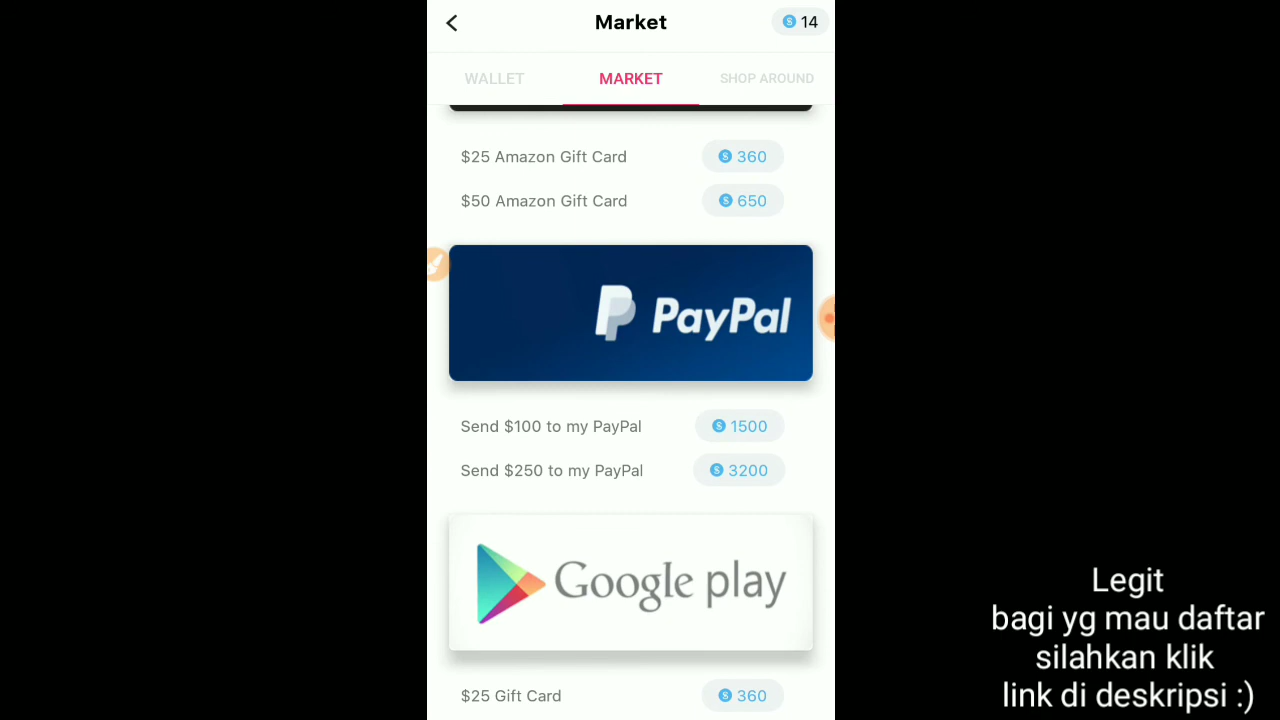 Market
14
WALLET
MARKET
SHOP AROUND
$25 Amazon Gift Card
360
$50 Amazon Gift Card
650
PayPal
Send $100 to my PayPal
1500
Send $250 to my PayPal
3200
Google play
$25 Gift Card
360
Legit
bagi yg mau daftar
silahkan klik
link di deskripsi :)